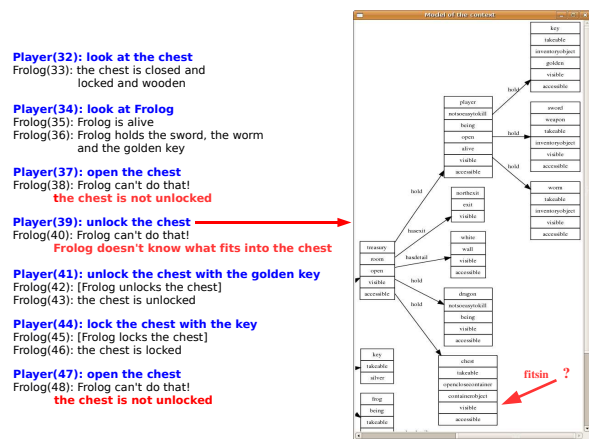 Player(32): look at the chest
Frolog(33): the chest is closed and
locked and wooden
Player(34): look at Frolog
Frolog(35): Frolog is alive
Frolog(36): Frolog holds the sword, the worm
and the golden key
Player(37): open the chest
Frolog(38): Frolog can't do that!
the chest is not unlocked
Player(39): unlock the chest
Frolog(40): Frolog can't do that!
Frolog doesn't know what fits into the chest
Player(41): unlock the chest with the golden key
Frolog(42): [Frolog unlocks the chest]
Frolog(43): the chest is unlocked
Player(44): lock the chest with the key
Frolog(45): [Frolog locks the chest]
Frolog(46): the chest is locked
Player(47): open the chest
Frolog(48): Frolog can't do that!
the chest is not unlocked
Model of the context
key
takeable
inventoryobject
golden
visible
accessible
hold
player
notsoeasytokill
being
open
alive
visible
accessible
hold
sword
weapon
takeable
inventoryobject
visible
accessible
hold
worm
takeable
inventoryobject
visible
accessible
hold
northexit
exit
visible
hasexit
treasury
room
open
visible
accessible
hasdetail
white
wall
visible
accessible
hold
dragon
notsoeasytokill
being
visible
accessible
hold
chest
takeable
openclosecontainer
containerobject
visible
accessible
fitsin ?
key
takeable
silver
frog
being
takeable